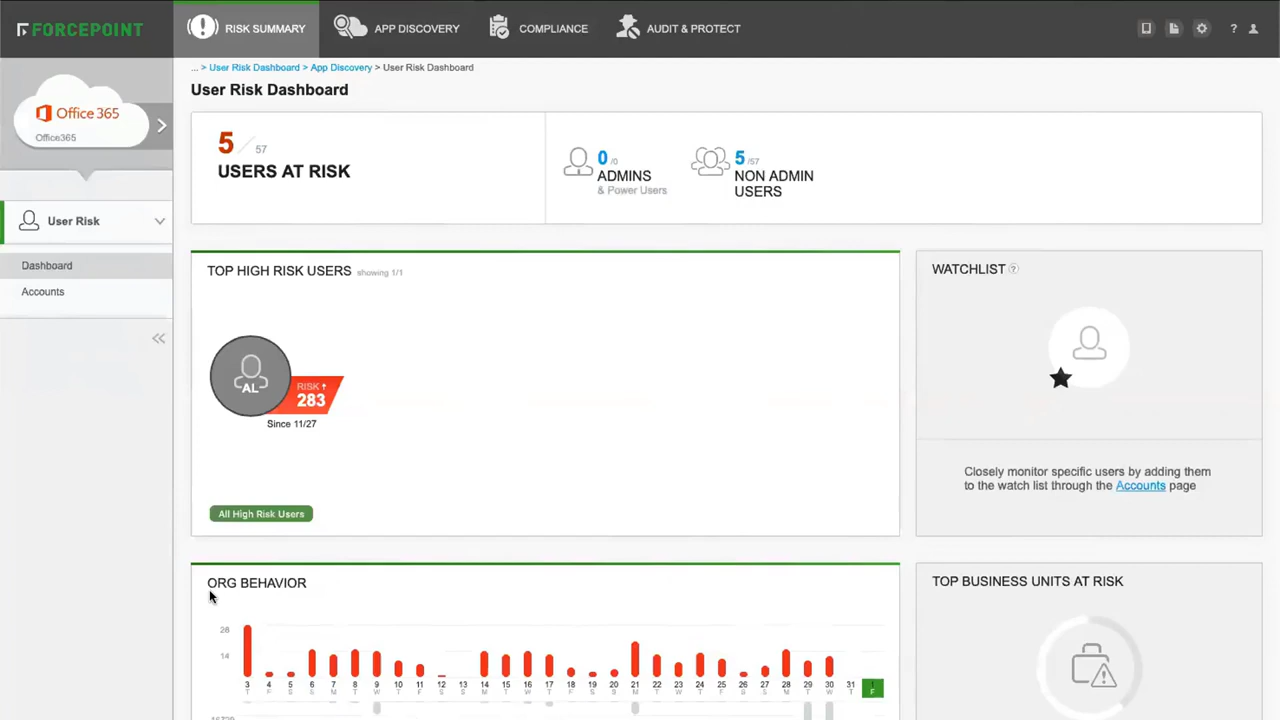 FORCEPOINT
RISK SUMMARY
APP DISCOVERY
COMPLIANCE
AUDIT & PROTECT
?
... > User Risk Dashboard > App Discovery > User Risk Dashboard
User Risk Dashboard
Office 365
Office365
User Risk
Dashboard
Accounts
5 / 57
USERS AT RISK
0 /0
ADMINS
& Power Users
5 /57
NON ADMIN
USERS
TOP HIGH RISK USERS showing 1/1
AL
RISK ↑
283
Since 11/27
All High Risk Users
WATCHLIST ?
Closely monitor specific users by adding them
to the watch list through the Accounts page
ORG BEHAVIOR
28
14
3 4 5 6 7 8 9 10 11 12 13 14 15 16 17 18 19 20 21 22 23 24 25 26 27 28 29 30 31 1
T F S S M T W T F S S M T W T F S S M T W T F S S M T W T F
TOP BUSINESS UNITS AT RISK